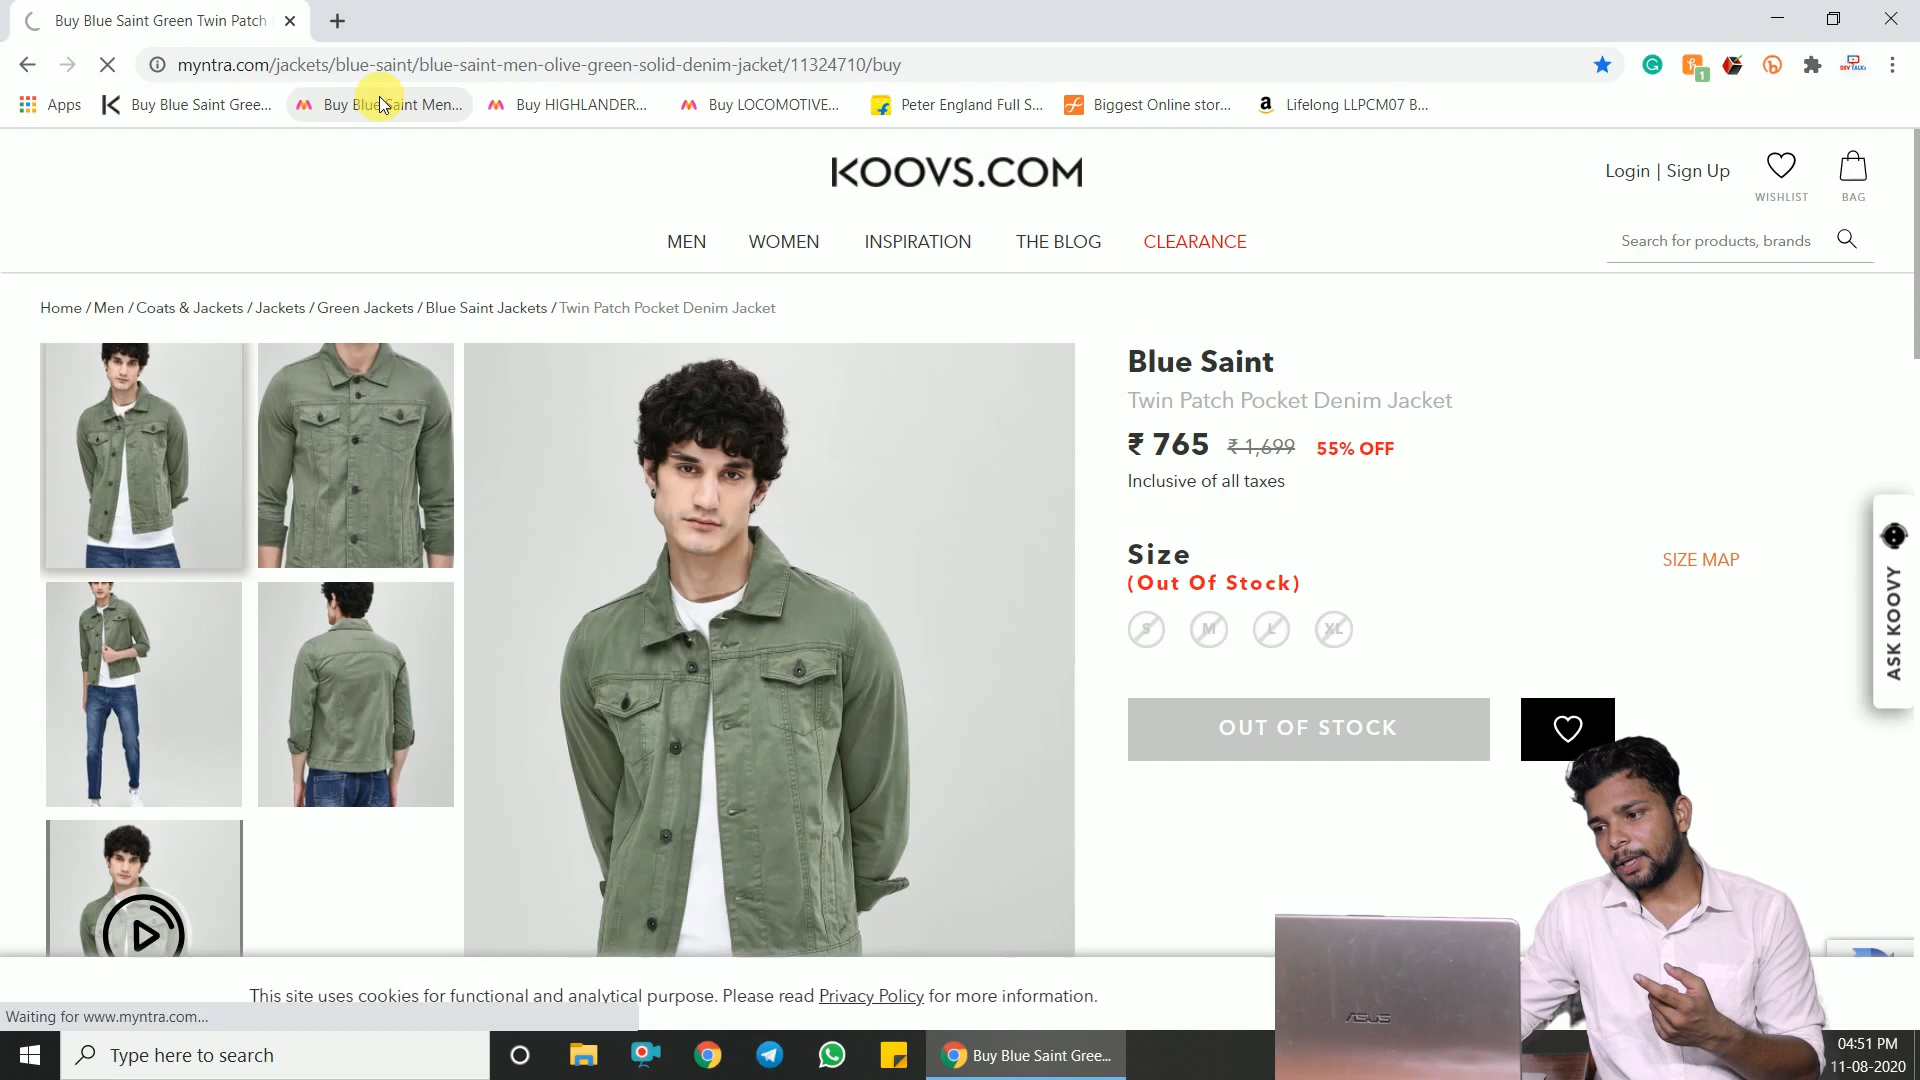 Buy Blue Saint Green Twin Patch
myntra.com/jackets/blue-saint/blue-saint-men-olive-green-solid-denim-jacket/11324710/buy
1
DEV TALKs
Apps
Buy Blue Saint Gree...
Buy Blue Saint Men...
Buy HIGHLANDER...
Buy LOCOMOTIVE...
Peter England Full S...
Biggest Online stor...
Lifelong LLPCM07 B...
KOOVS.COM
Login | Sign Up
WISHLIST
BAG
MEN
WOMEN
INSPIRATION
THE BLOG
CLEARANCE
Search for products, brands
Home / Men / Coats & Jackets / Jackets / Green Jackets / Blue Saint Jackets / Twin Patch Pocket Denim Jacket
Blue Saint
Twin Patch Pocket Denim Jacket
₹ 765 ₹ 1,699 55% OFF
Inclusive of all taxes
Size
SIZE MAP
(Out Of Stock)
S M L XL
OUT OF STOCK
ASK KOOVY
This site uses cookies for functional and analytical purpose. Please read Privacy Policy for more information.
Waiting for www.myntra.com...
ASUS
Type here to search
Buy Blue Saint Gree...
04:51 PM
11-08-2020